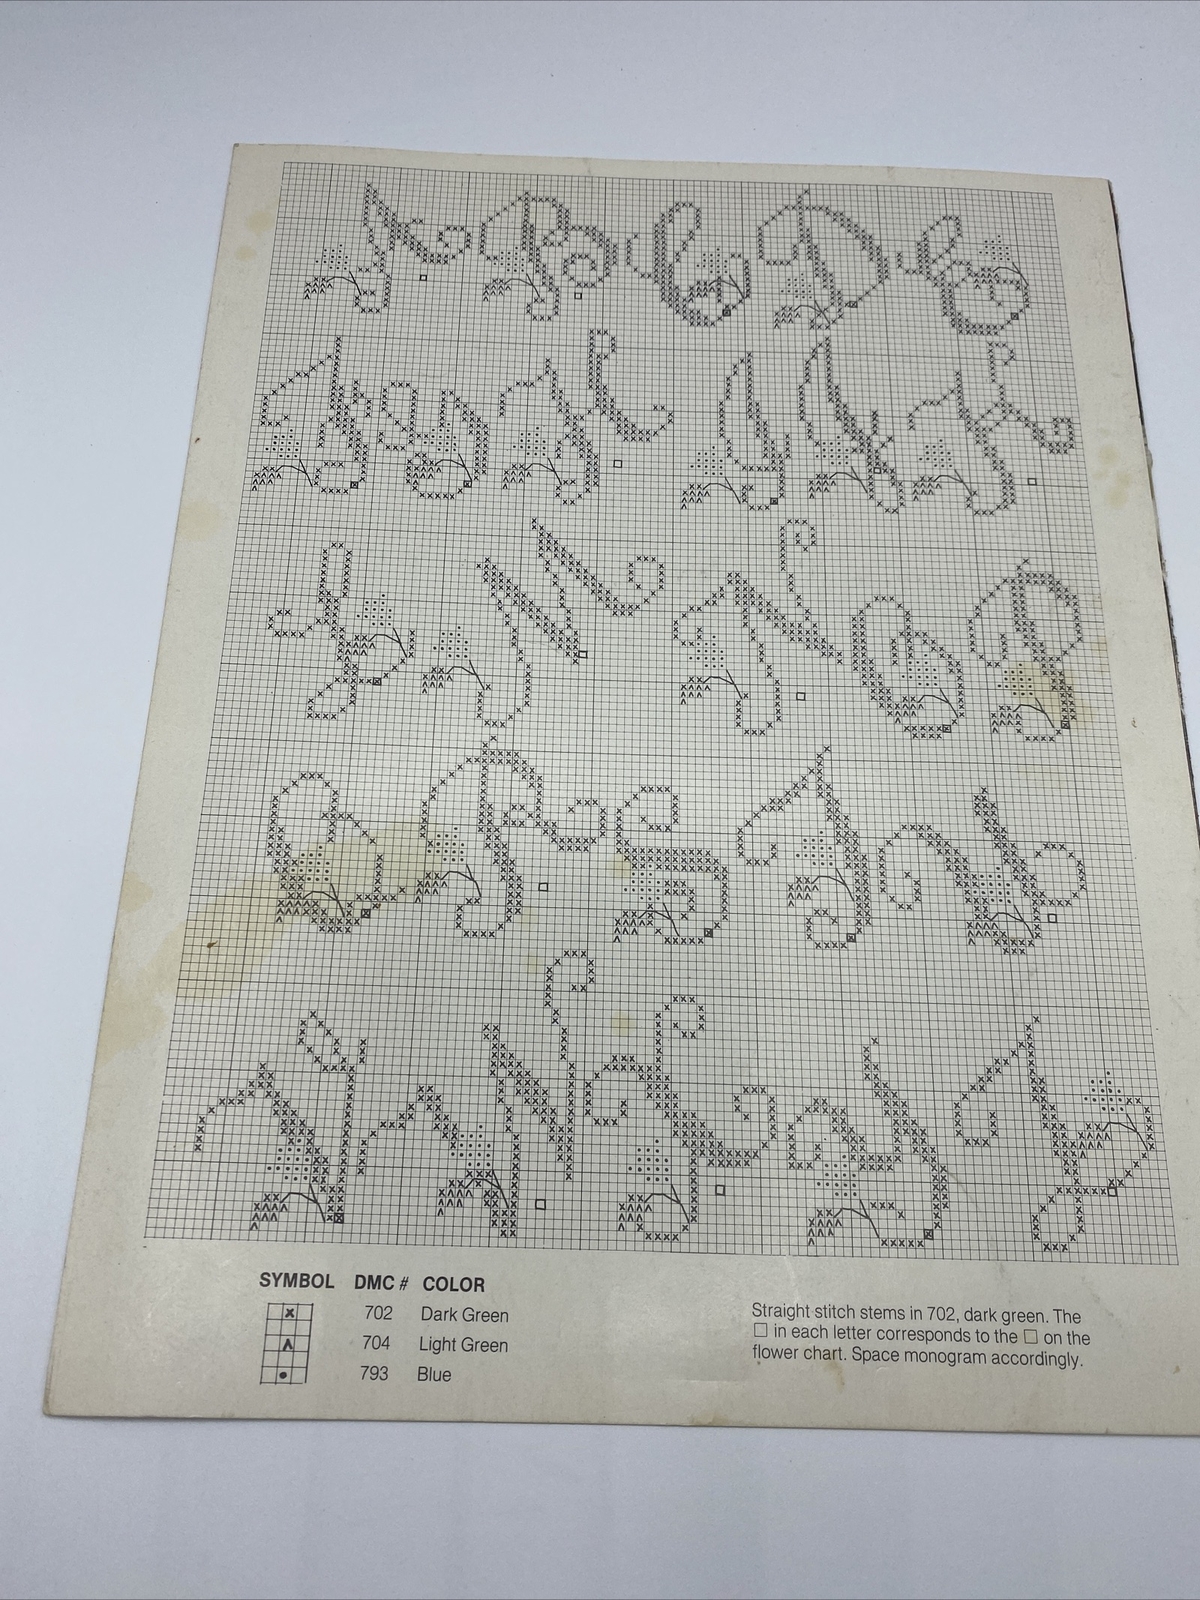 SYMBOL DMC # COLOR
x 702 Dark Green
^ 704 Light Green
• 793 Blue
Straight stitch stems in 702, dark green. The
□ in each letter corresponds to the □ on the
flower chart. Space monogram accordingly.